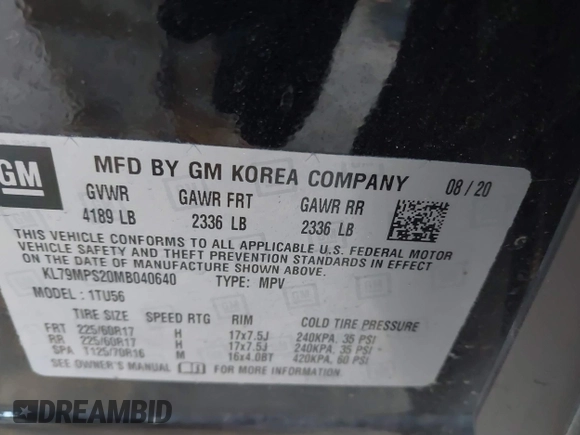 GM
MFD BY GM KOREA COMPANY 08/20
GVWR GAWR FRT GAWR RR
4189 LB 2336 LB 2336 LB
THIS VEHICLE CONFORMS TO ALL APPLICABLE U.S. FEDERAL MOTOR
VEHICLE SAFETY AND THEFT PREVENTION STANDARDS IN EFFECT
ON THE DATE OF MANUFACTURE SHOWN ABOVE.
KL79MPS20MB040640 TYPE: MPV
MODEL: 1TU56
TIRE SIZE SPEED RTG RIM COLD TIRE PRESSURE
FRT 225/60R17 H 17x7.5J 240KPA. 35 PSI
RR 225/60R17 H 17x7.5J 240KPA. 35 PSI
SPA T125/70R16 M 16x4.0BT 420KPA. 60 PSI
SEE OWNER'S MANUAL FOR MORE INFORMATION.
DREAMBID